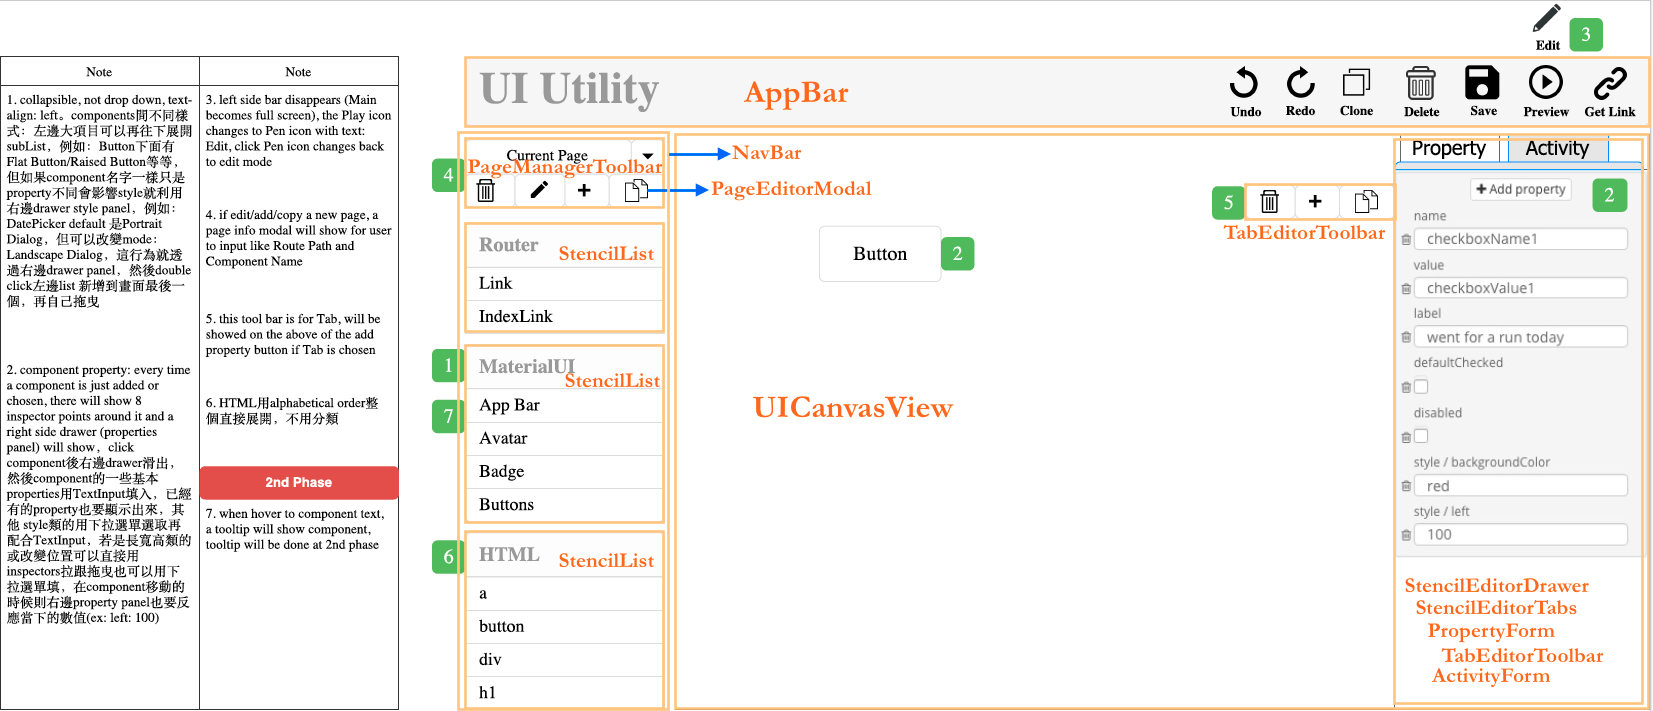 Edit
3
Note
Note
1. collapsible, not drop down, text-
align: left。components間不同樣
式：左邊大項目可以再往下展開
subList，例如：Button下面有
Flat Button/Raised Button等等，
但如果component名字一樣只是
property不同會影響style就利用
右邊drawer style panel，例如：
DatePicker default 是Portrait
Dialog，但可以改變mode：
Landscape Dialog，這行為就透
過右邊drawer panel，然後double
click左邊list 新增到畫面最後一
個，再自己拖曳
2. component property: every time
a component is just added or
chosen, there will show 8
inspector points around it and a
right side drawer (properties
panel) will show，click
component後右邊drawer滑出，
然後component的一些基本
properties用TextInput填入，已經
有的property也要顯示出來，其
他 style類的用下拉選單選取再
配合TextInput，若是長寬高類的
或改變位置可以直接用
inspectors拉跟拖曳也可以用下
拉選單填，在component移動的
時候則右邊property panel也要反
應當下的數值(ex: left: 100)
3. left side bar disappears (Main
becomes full screen), the Play icon
changes to Pen icon with text:
Edit, click Pen icon changes back
to edit mode
4. if edit/add/copy a new page, a
page info modal will show for user
to input like Route Path and
Component Name
5. this tool bar is for Tab, will be
showed on the above of the add
property button if Tab is chosen
6. HTML用alphabetical order整
個直接展開，不用分類
2nd Phase
7. when hover to component text,
a tooltip will show component,
tooltip will be done at 2nd phase
UI Utility
AppBar
Undo
Redo
Clone
Delete
Save
Preview
Get Link
4
Current Page
PageManagerToolbar
NavBar
PageEditorModal
Router
StencilList
Link
IndexLink
1
MaterialUI
StencilList
7
App Bar
Avatar
Badge
Buttons
6
HTML
StencilList
a
button
div
h1
Button
2
UICanvasView
5
TabEditorToolbar
Property
Activity
Add property
2
name
checkboxName1
value
checkboxValue1
label
went for a run today
defaultChecked
disabled
style / backgroundColor
red
style / left
100
StencilEditorDrawer
StencilEditorTabs
PropertyForm
TabEditorToolbar
ActivityForm